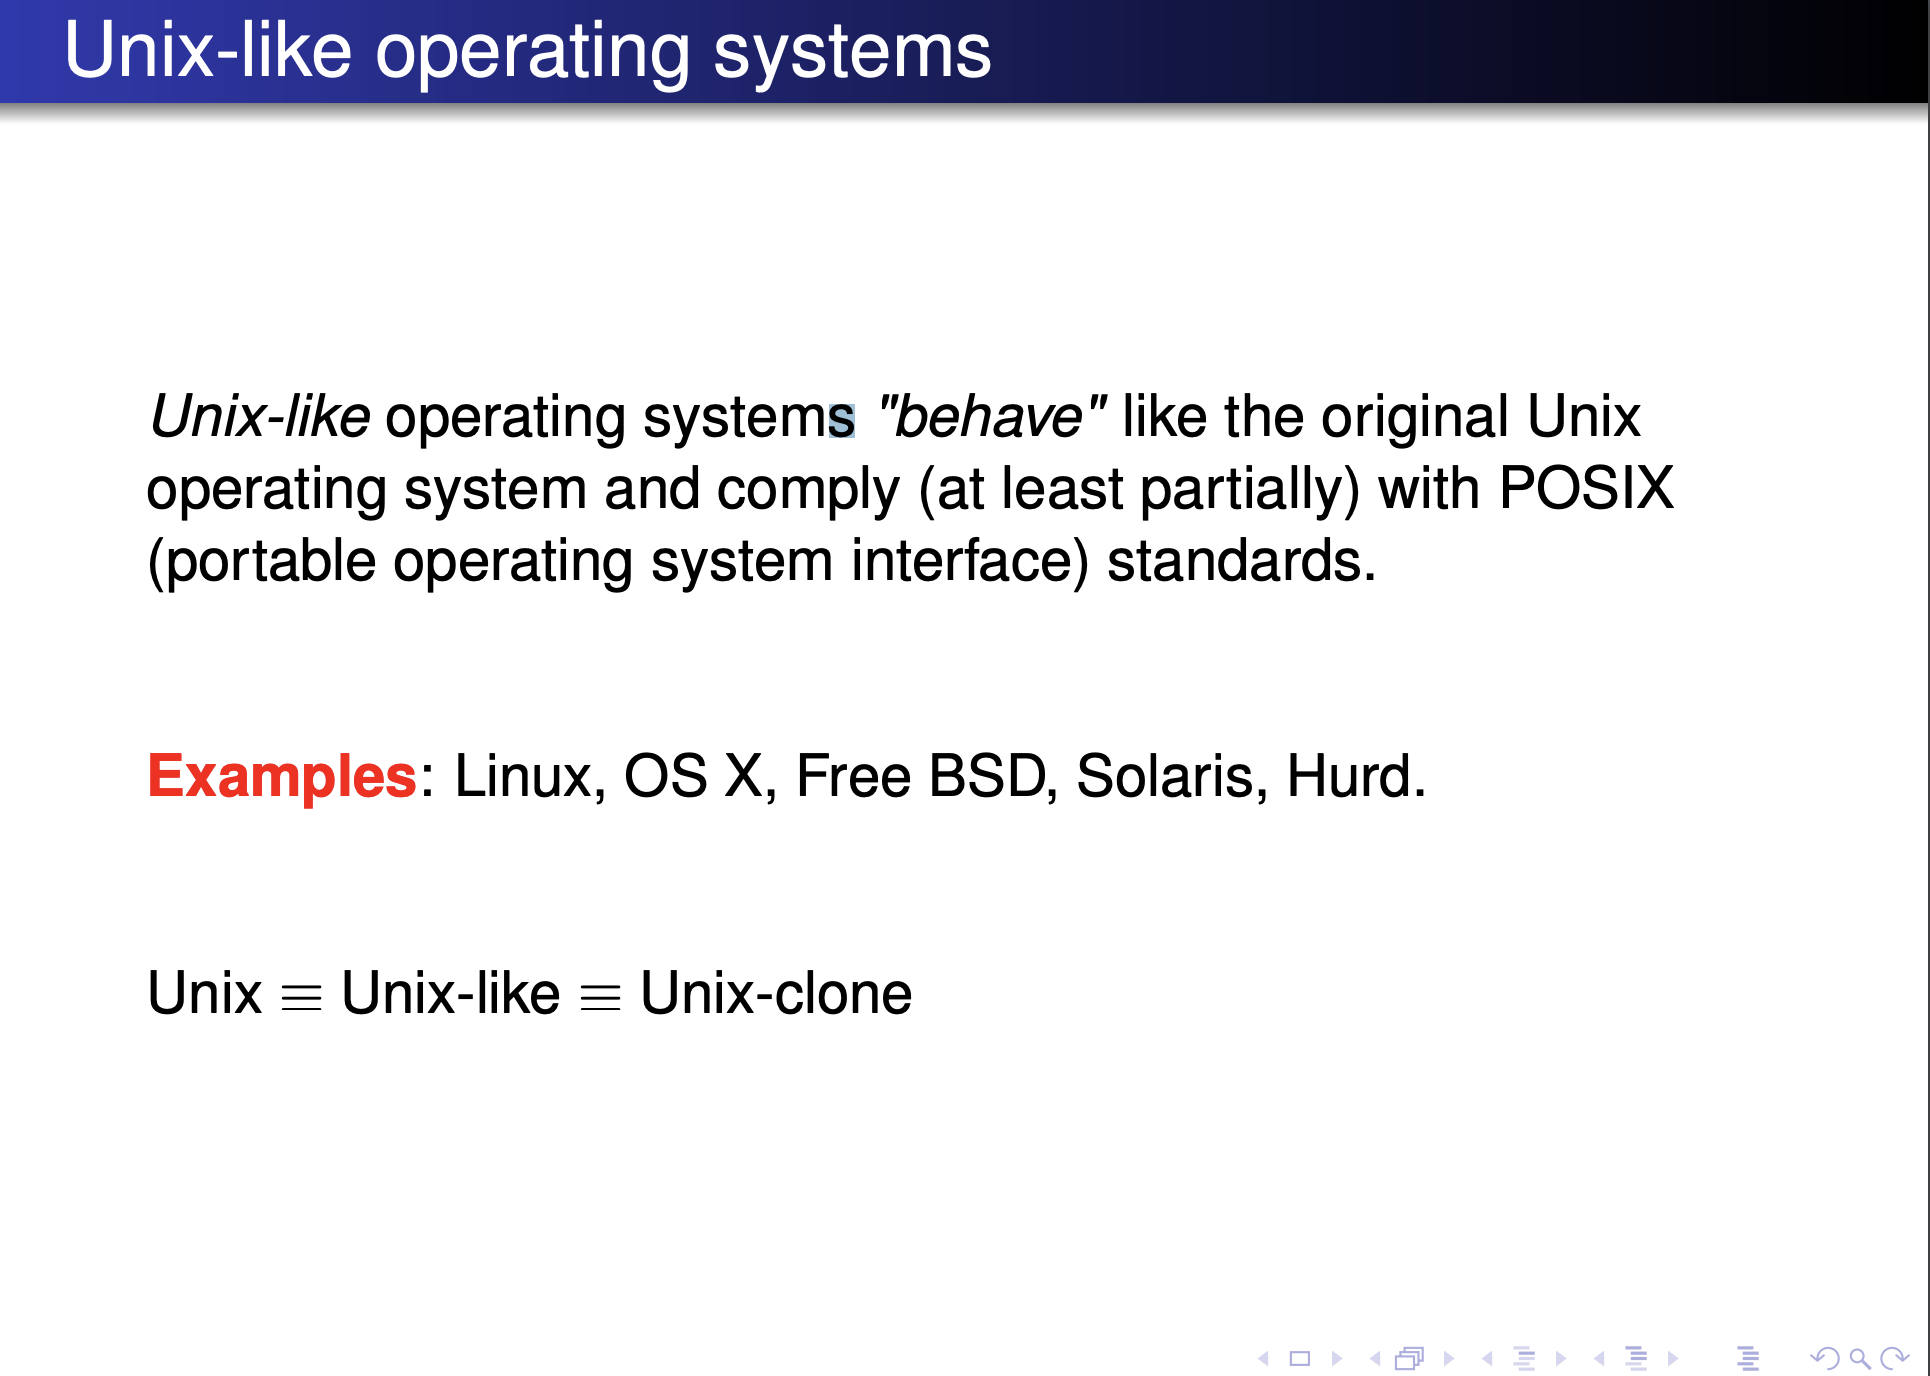 Unix-like operating systems
Unix-like operating systems "behave" like the original Unix
operating system and comply (at least partially) with POSIX
(portable operating system interface) standards.
Examples: Linux, OS X, Free BSD, Solaris, Hurd.
Unix ≡ Unix-like ≡ Unix-clone